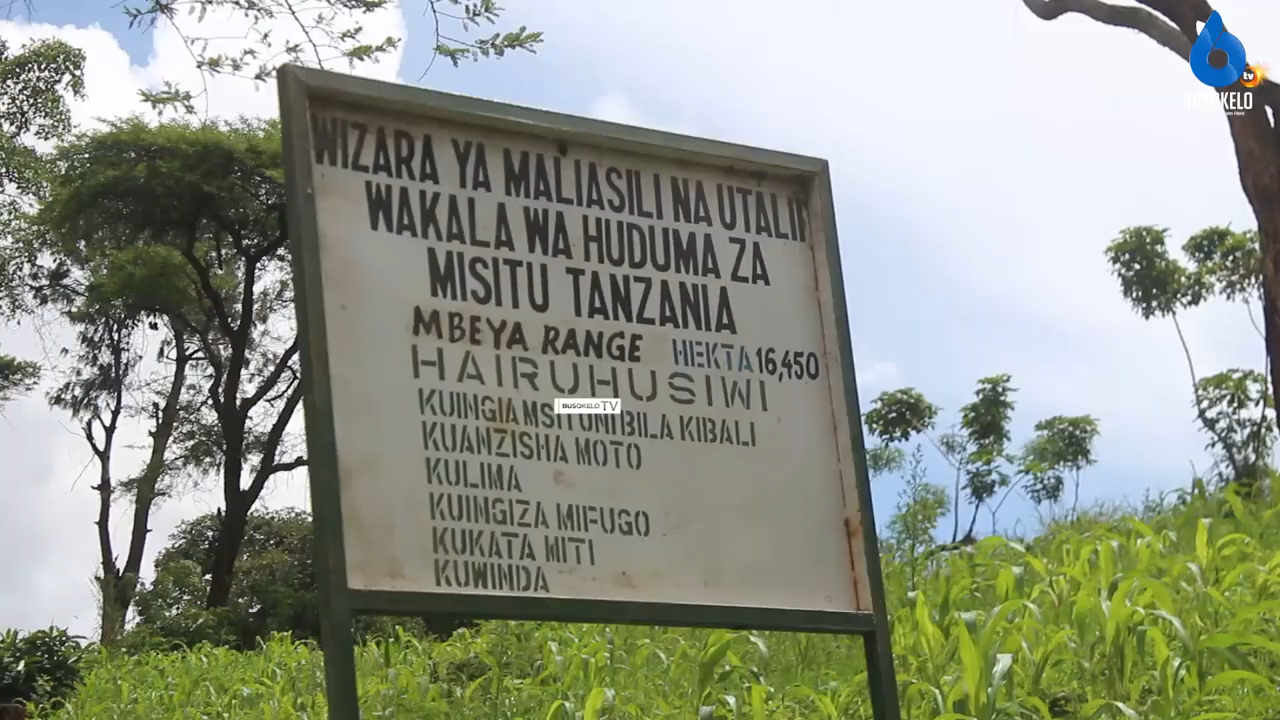 tv
BUSOKELO
WIZARA YA MALIASILI NA UTALII
WAKALA WA HUDUMA ZA
MISITU TANZANIA
MBEYA RANGE HEKTA 16,450
HAIRUHUSIWI
KUINGIA MSITUNI BILA KIBALI
BUSOKELO TV
KUANZISHA MOTO
KULIMA
KUINGIZA MIFUGO
KUKATA MITI
KUWINDA